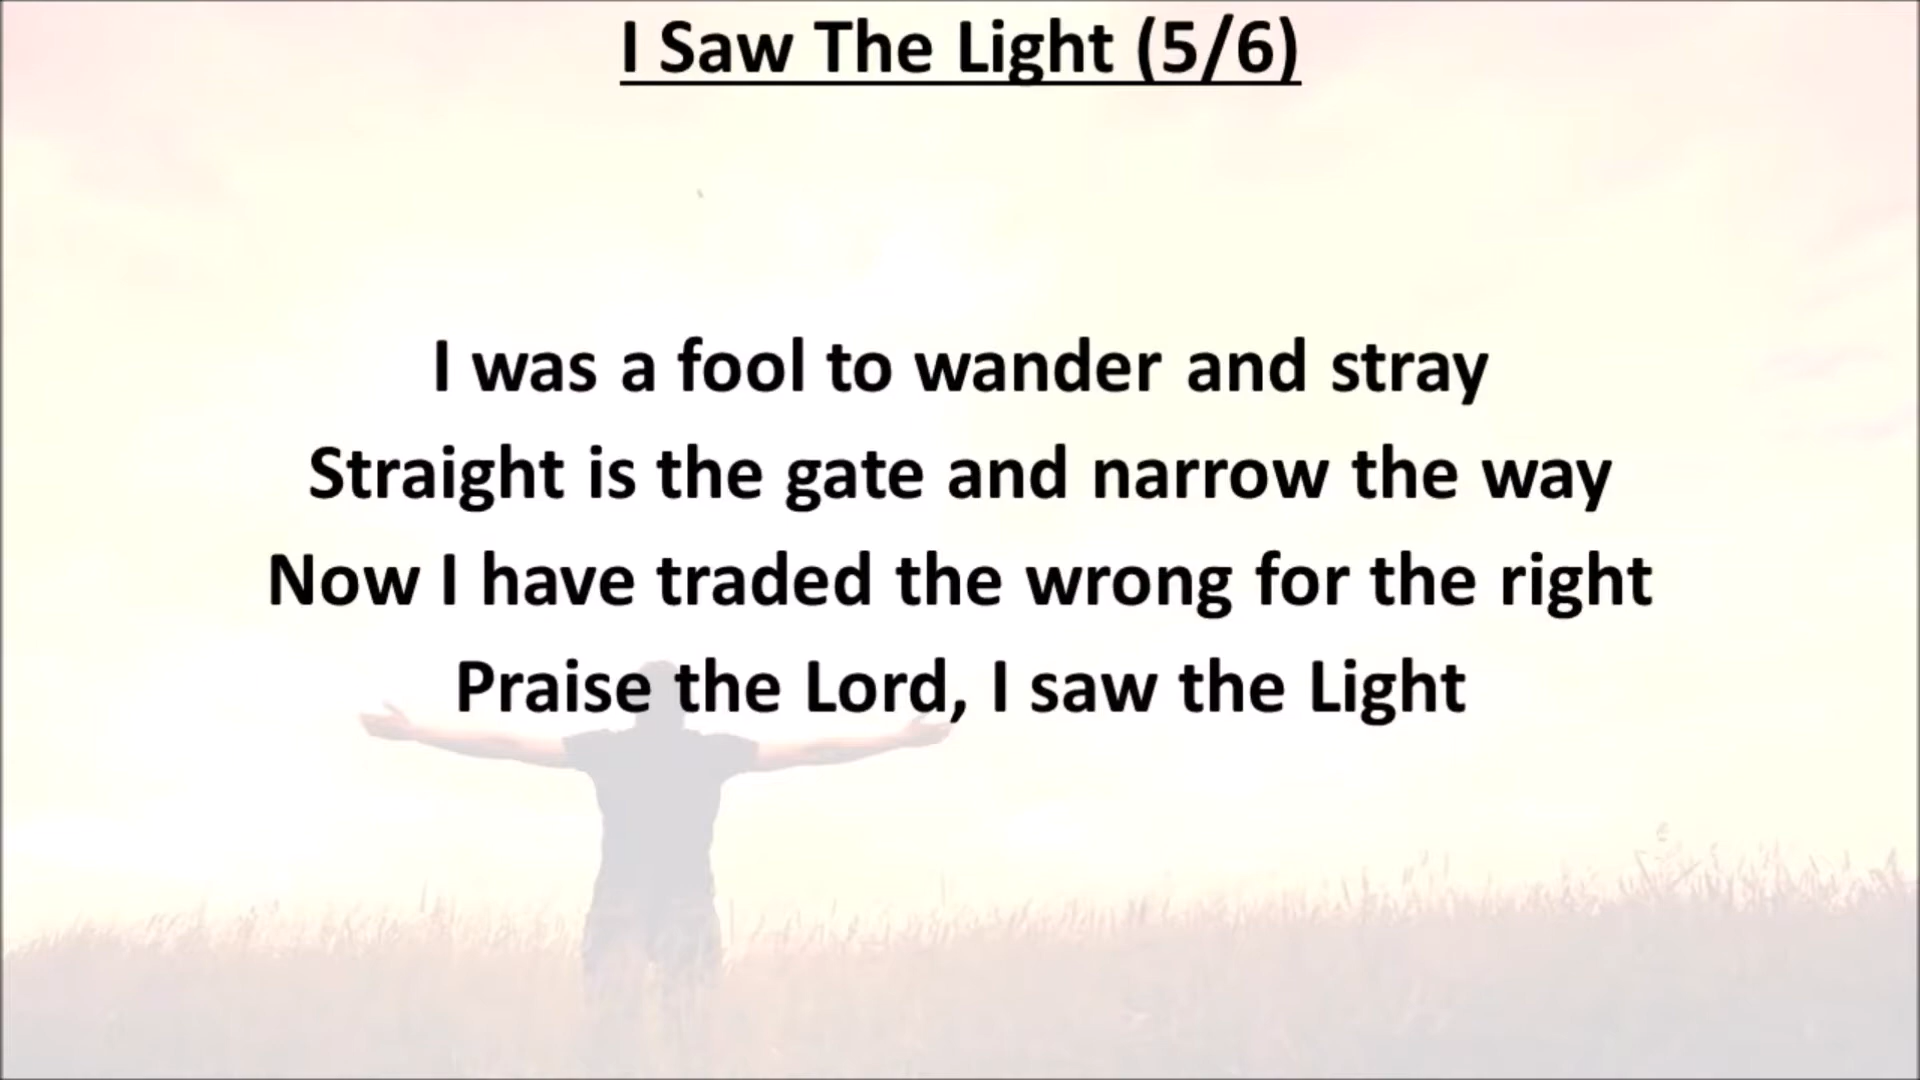 I Saw The Light (5/6)
I was a fool to wander and stray
Straight is the gate and narrow the way
Now I have traded the wrong for the right
Praise the Lord, I saw the Light